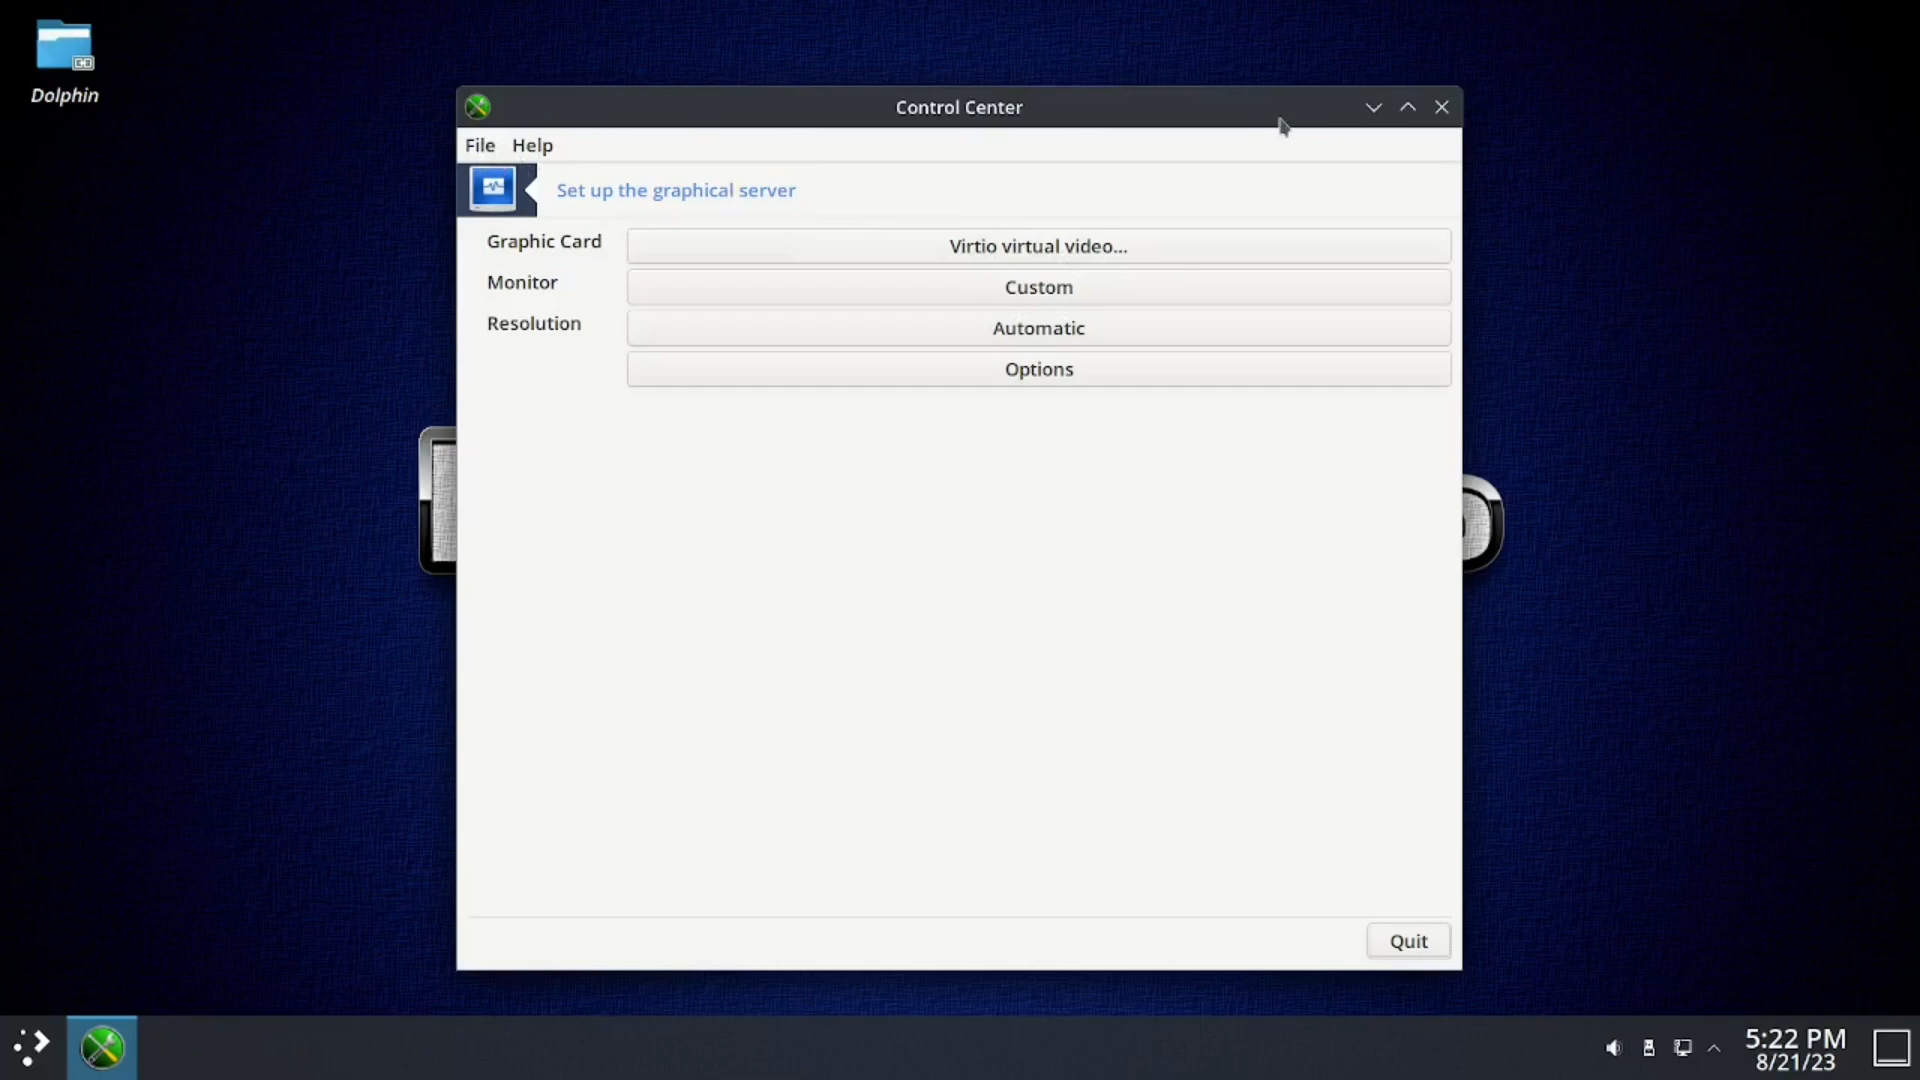 Dolphin
Control Center
File Help
Set up the graphical server
Graphic Card Virtio virtual video...
Monitor Custom
Resolution Automatic
Options
Quit
5:22 PM
8/21/23